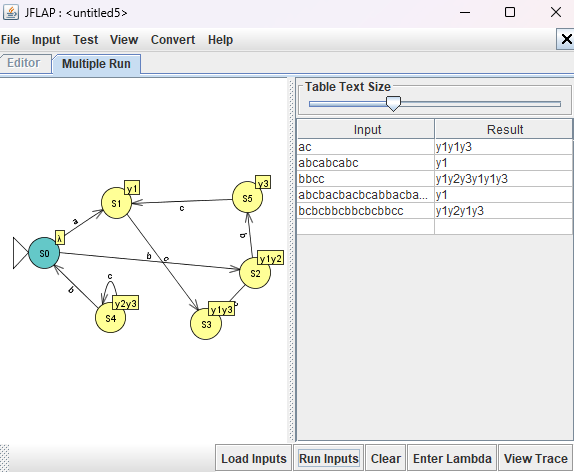 JFLAP : <untitled5>
File Input Test View Convert Help
Editor Multiple Run
Table Text Size
Input Result
ac y1y1y3
abcabcabc y1
bbcc y1y2y3y1y1y3
abcbacbacbcabbacba... y1
bcbcbbcbbcbcbbcc y1y2y1y3
λ
S0
y1
S1
y3
S5
y1y2
S2
y1y3
S3
y2y3
S4
a
c
b
b
c
b
Load Inputs Run Inputs Clear Enter Lambda View Trace